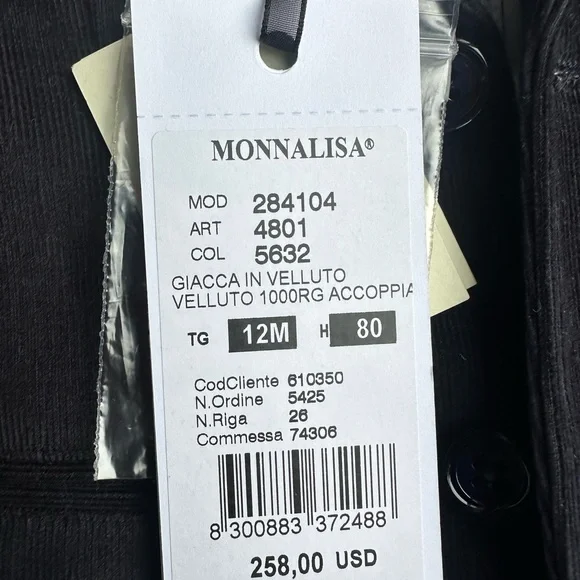 MONNALISA®
MOD 284104
ART 4801
COL 5632
GIACCA IN VELLUTO
VELLUTO 1000RG ACCOPPIA
TG 12M H 80
CodCliente 610350
N.Ordine 5425
N.Riga 26
Commessa 74306
8 300883 372488
258,00 USD